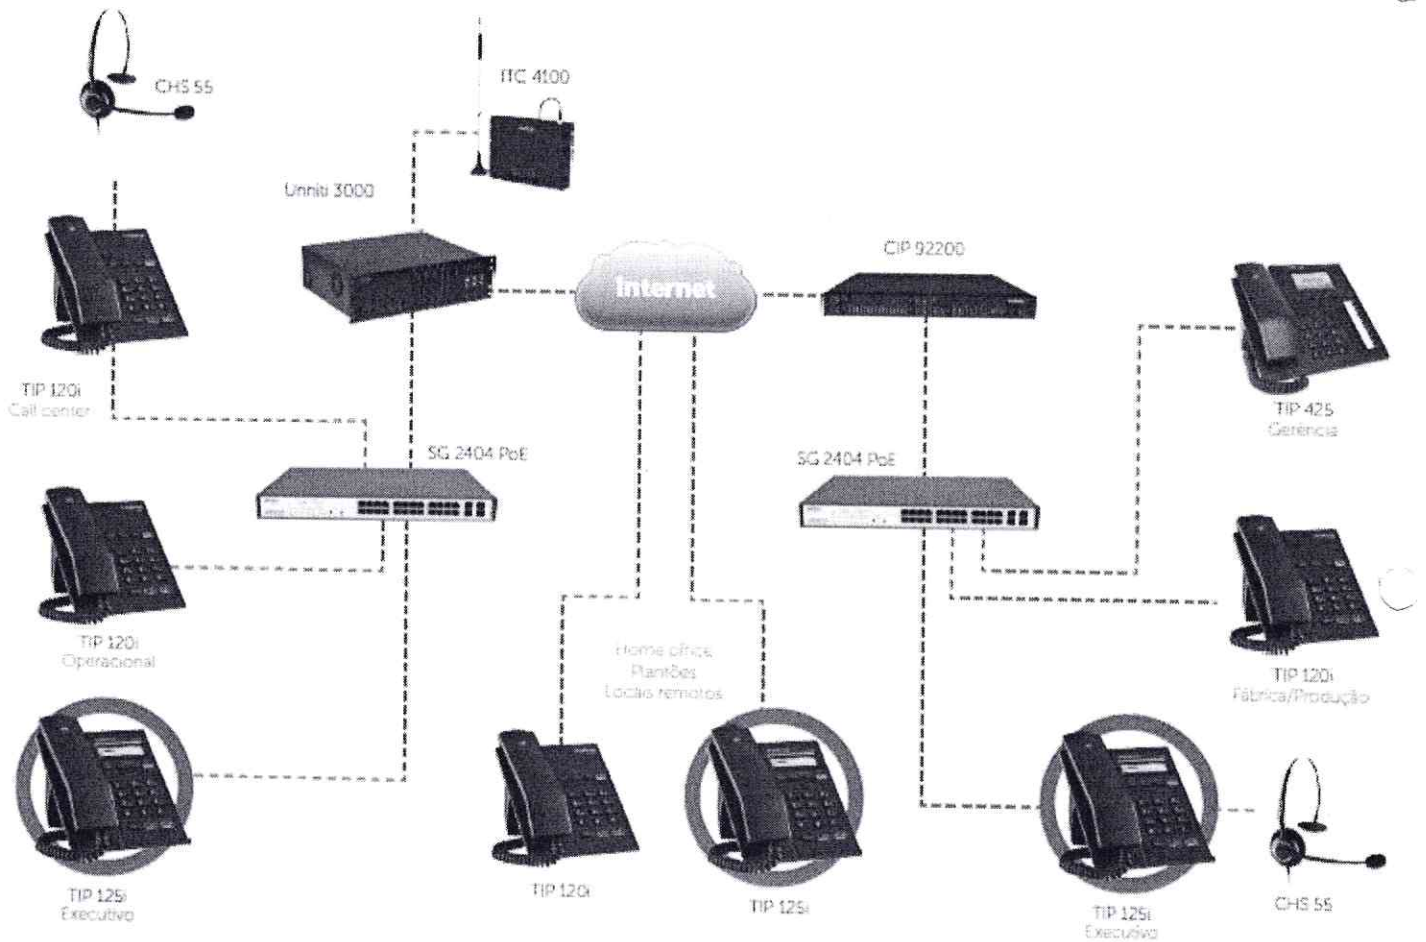 CHS 55
ITC 4100
Unniti 3000
CIP 92200
Internet
TIP 120i
Call center
TIP 425
Gerência
SG 2404 PoE
SG 2404 PoE
TIP 120i
Operacional
Home office
Plantões
Locais remotos
TIP 120i
Fábrica/Produção
TIP 125i
Executivo
TIP 120i
TIP 125i
TIP 125i
Executivo
CHS 55